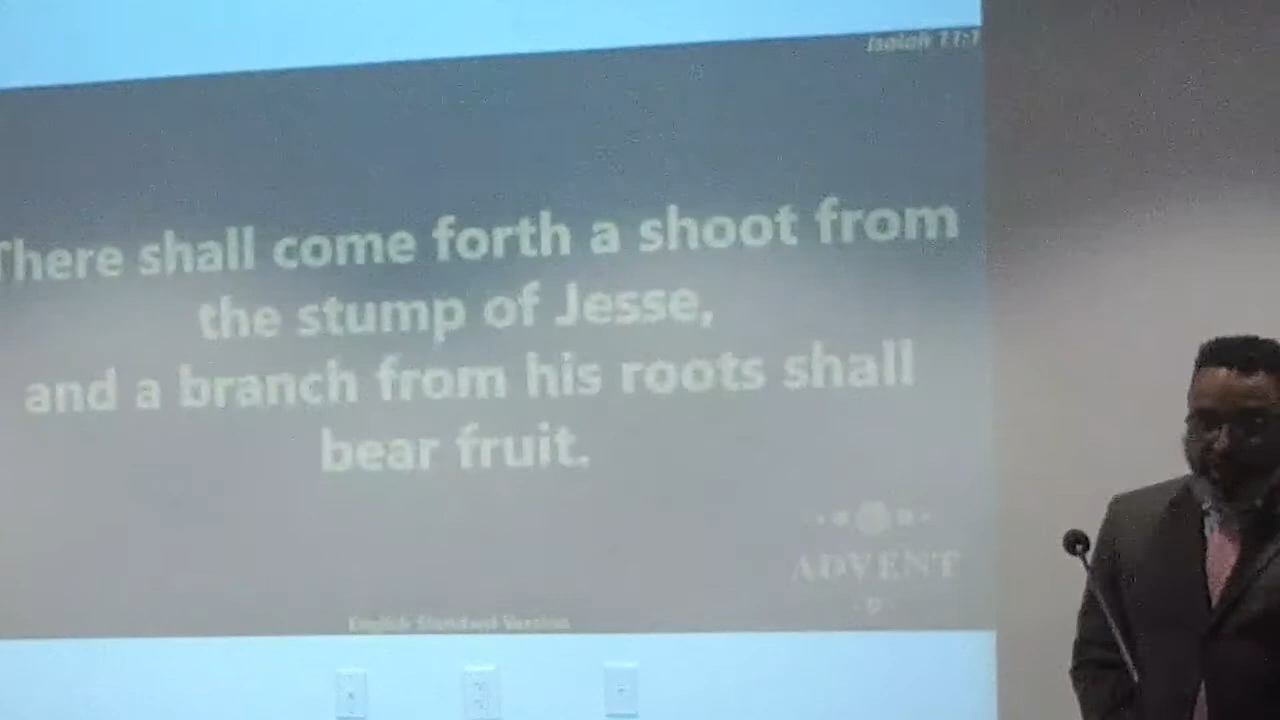 Isaiah 11:1
There shall come forth a shoot from
the stump of Jesse,
and a branch from his roots shall
bear fruit.
ADVENT
English Standard Version